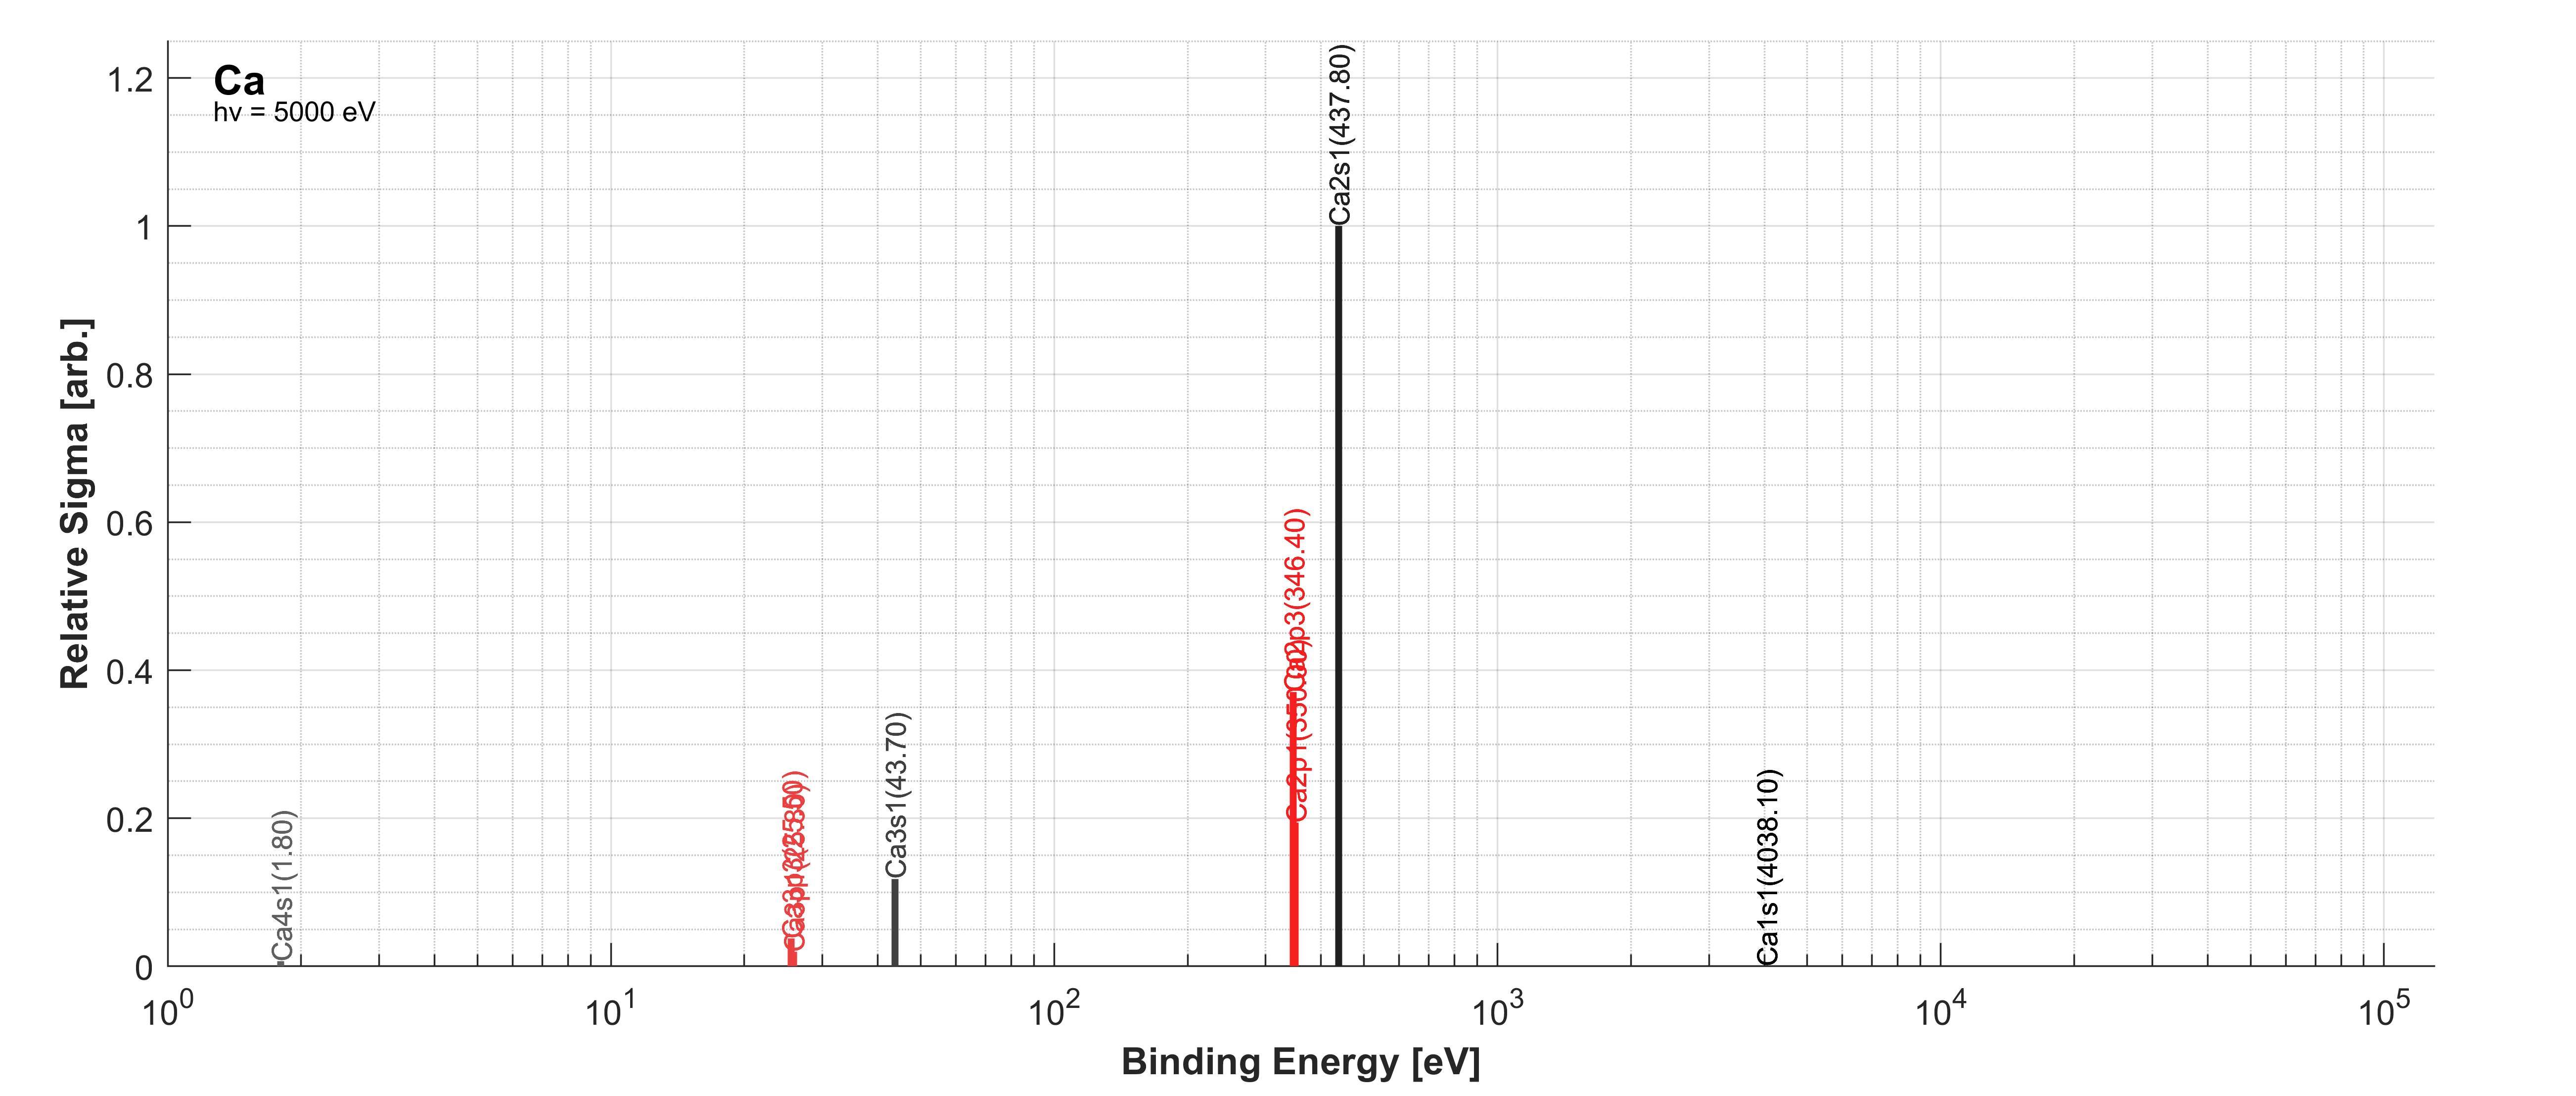 Ca
hv = 5000 eV
Relative Sigma [arb.]
1.2
1
0.8
0.6
0.4
0.2
0
Ca4s1(1.80)
Ca3s1(43.70)
Ca2p3(346.40)
Ca2s1(437.80)
Ca1s1(4038.10)
10^0
10^1
10^2
10^3
10^4
10^5
Binding Energy [eV]